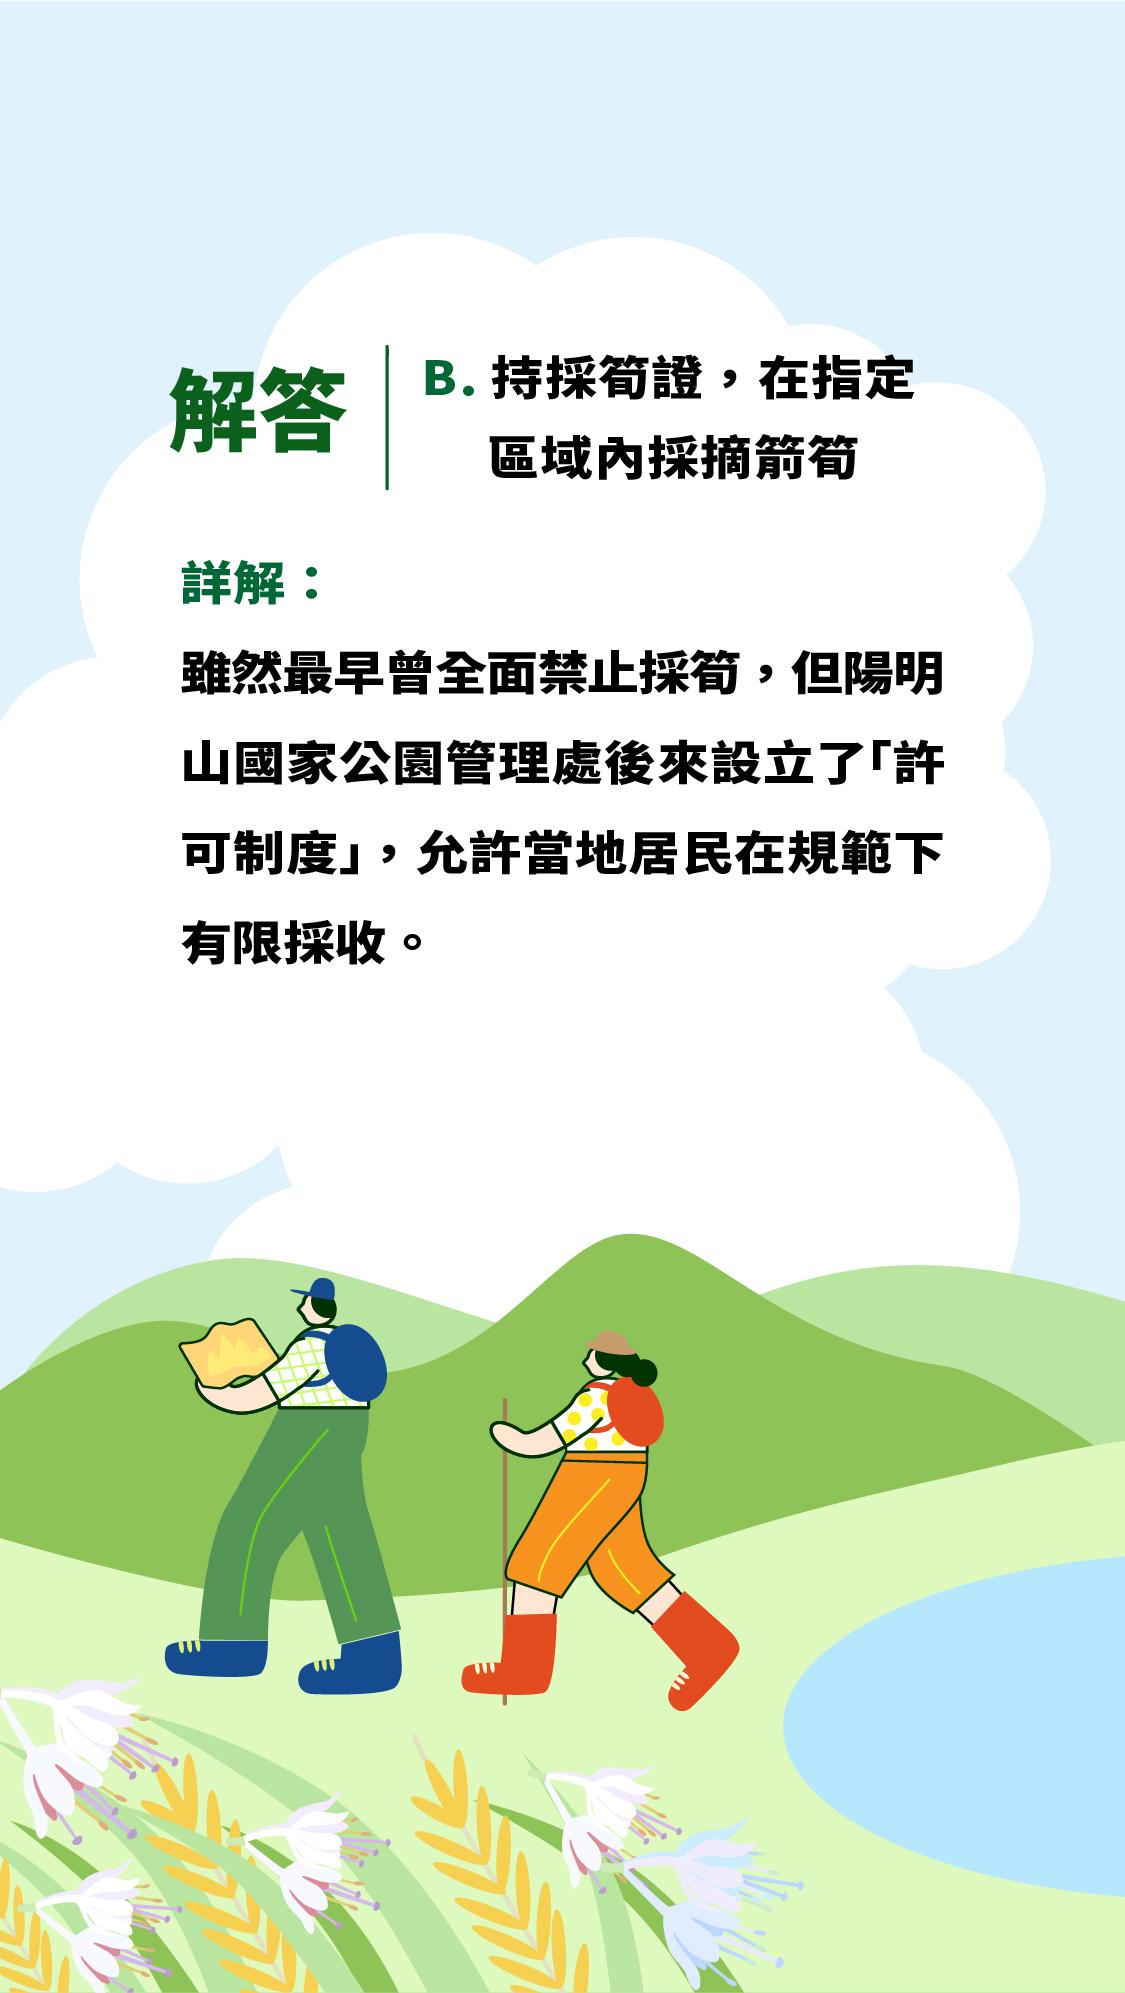 解答
B. 持採筍證，在指定
區域內採摘箭筍
詳解：
雖然最早曾全面禁止採筍，但陽明
山國家公園管理處後來設立了「許
可制度」，允許當地居民在規範下
有限採收。